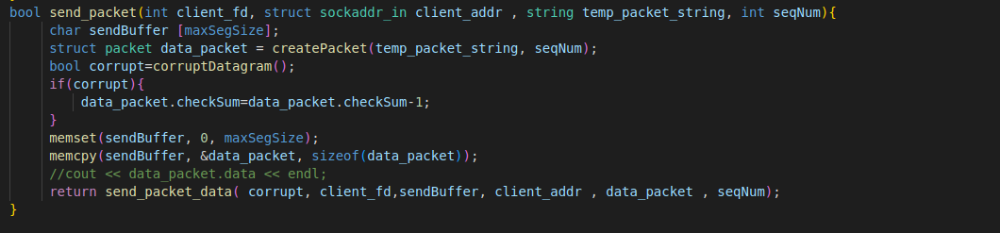 bool send_packet(int client_fd, struct sockaddr_in client_addr , string temp_packet_string, int seqNum){
char sendBuffer [maxSegSize];
struct packet data_packet = createPacket(temp_packet_string, seqNum);
bool corrupt=corruptDatagram();
if(corrupt){
data_packet.checkSum=data_packet.checkSum-1;
}
memset(sendBuffer, 0, maxSegSize);
memcpy(sendBuffer, &data_packet, sizeof(data_packet));
//cout << data_packet.data << endl;
return send_packet_data( corrupt, client_fd,sendBuffer, client_addr , data_packet , seqNum);
}